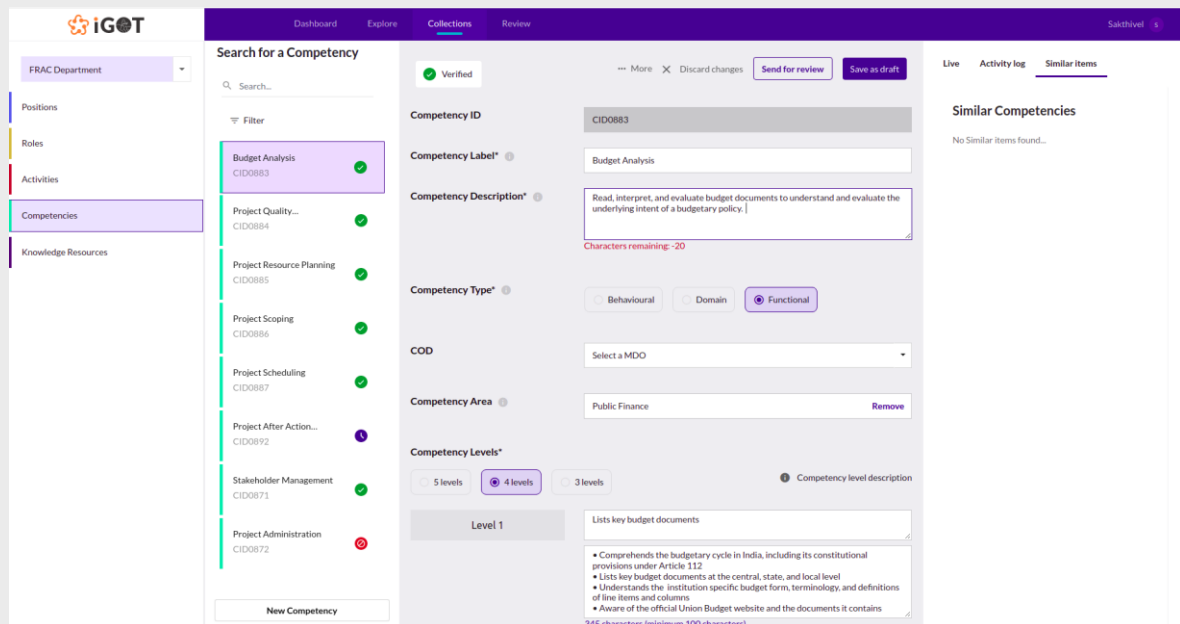 iGOT
Dashboard Explore Collections Review
Sakthivel s
FRAC Department
Positions
Roles
Activities
Competencies
Knowledge Resources
Search for a Competency
Search...
Filter
Budget Analysis
CID0883
Project Quality...
CID0884
Project Resource Planning
CID0885
Project Scoping
CID0886
Project Scheduling
CID0887
Project After Action...
CID0892
Stakeholder Management
CID0871
Project Administration
CID0872
New Competency
Verified
More Discard changes Send for review Save as draft
Competency ID
CID0883
Competency Label*
Budget Analysis
Competency Description*
Read, interpret, and evaluate budget documents to understand and evaluate the
underlying intent of a budgetary policy.
Characters remaining: -20
Competency Type*
Behavioural Domain Functional
COD
Select a MDO
Competency Area
Public Finance Remove
Competency Levels*
5 levels 4 levels 3 levels
Competency level description
Level 1
Lists key budget documents
• Comprehends the budgetary cycle in India, including its constitutional
provisions under Article 112
• Lists key budget documents at the central, state, and local level
• Understands the institution specific budget form, terminology, and definitions
of line items and columns
• Aware of the official Union Budget website and the documents it contains
345 characters (minimum 100 characters)
Live Activity log Similar items
Similar Competencies
No Similar items found...